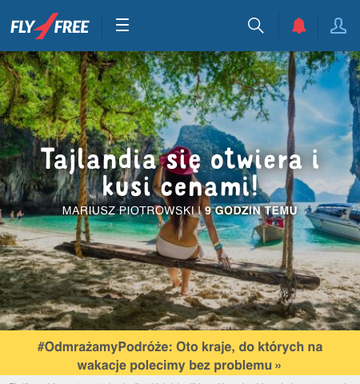 FLY FREE
Tajlandia się otwiera i
kusi cenami!
MARIUSZ PIOTROWSKI | 9 GODZIN TEMU
#OdmrażamyPodróże: Oto kraje, do których na
wakacje polecimy bez problemu »